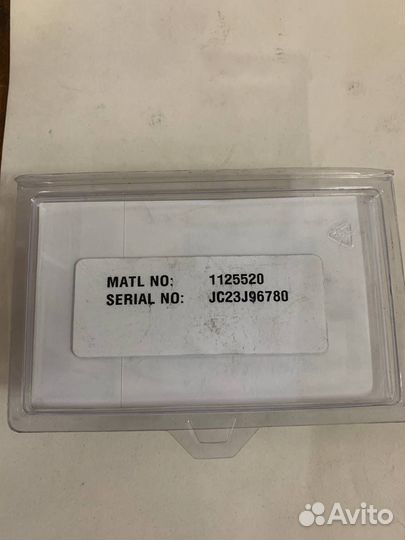 MATL NO: 1125520
SERIAL NO: JC23J96780
Avito